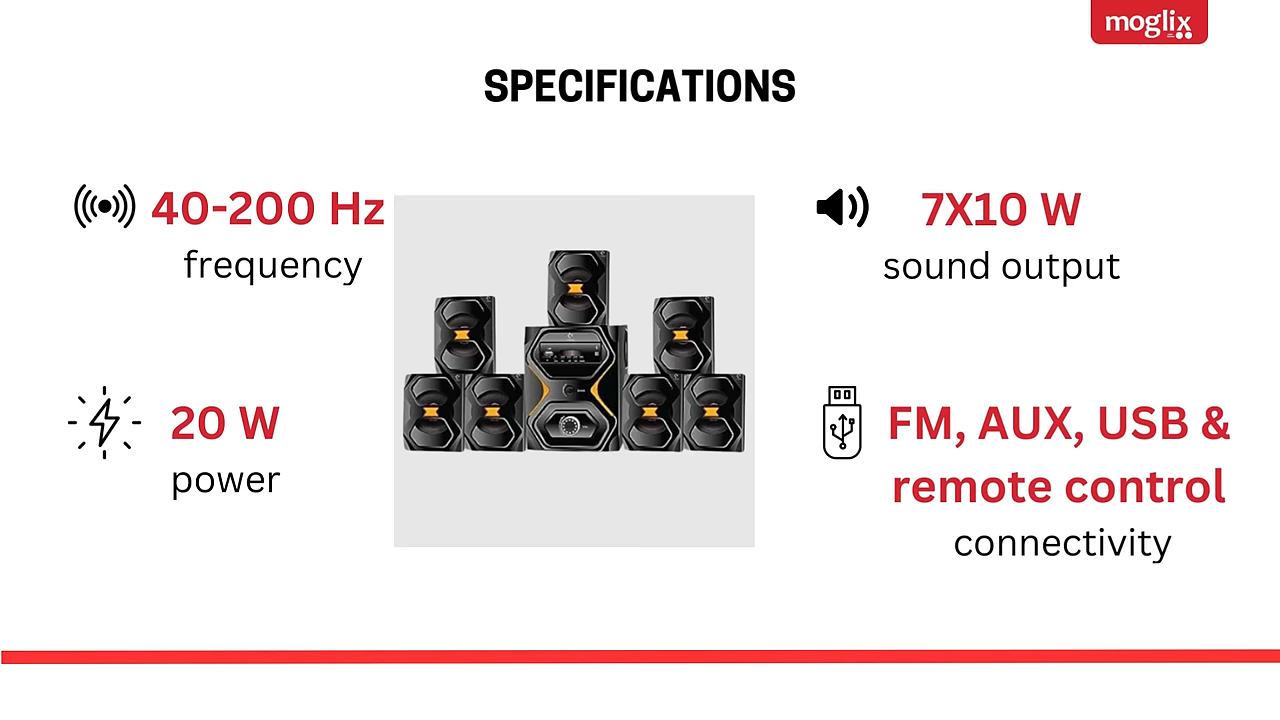 moglix
SPECIFICATIONS
40-200 Hz
frequency
7X10 W
sound output
20 W
power
FM, AUX, USB &
remote control
connectivity